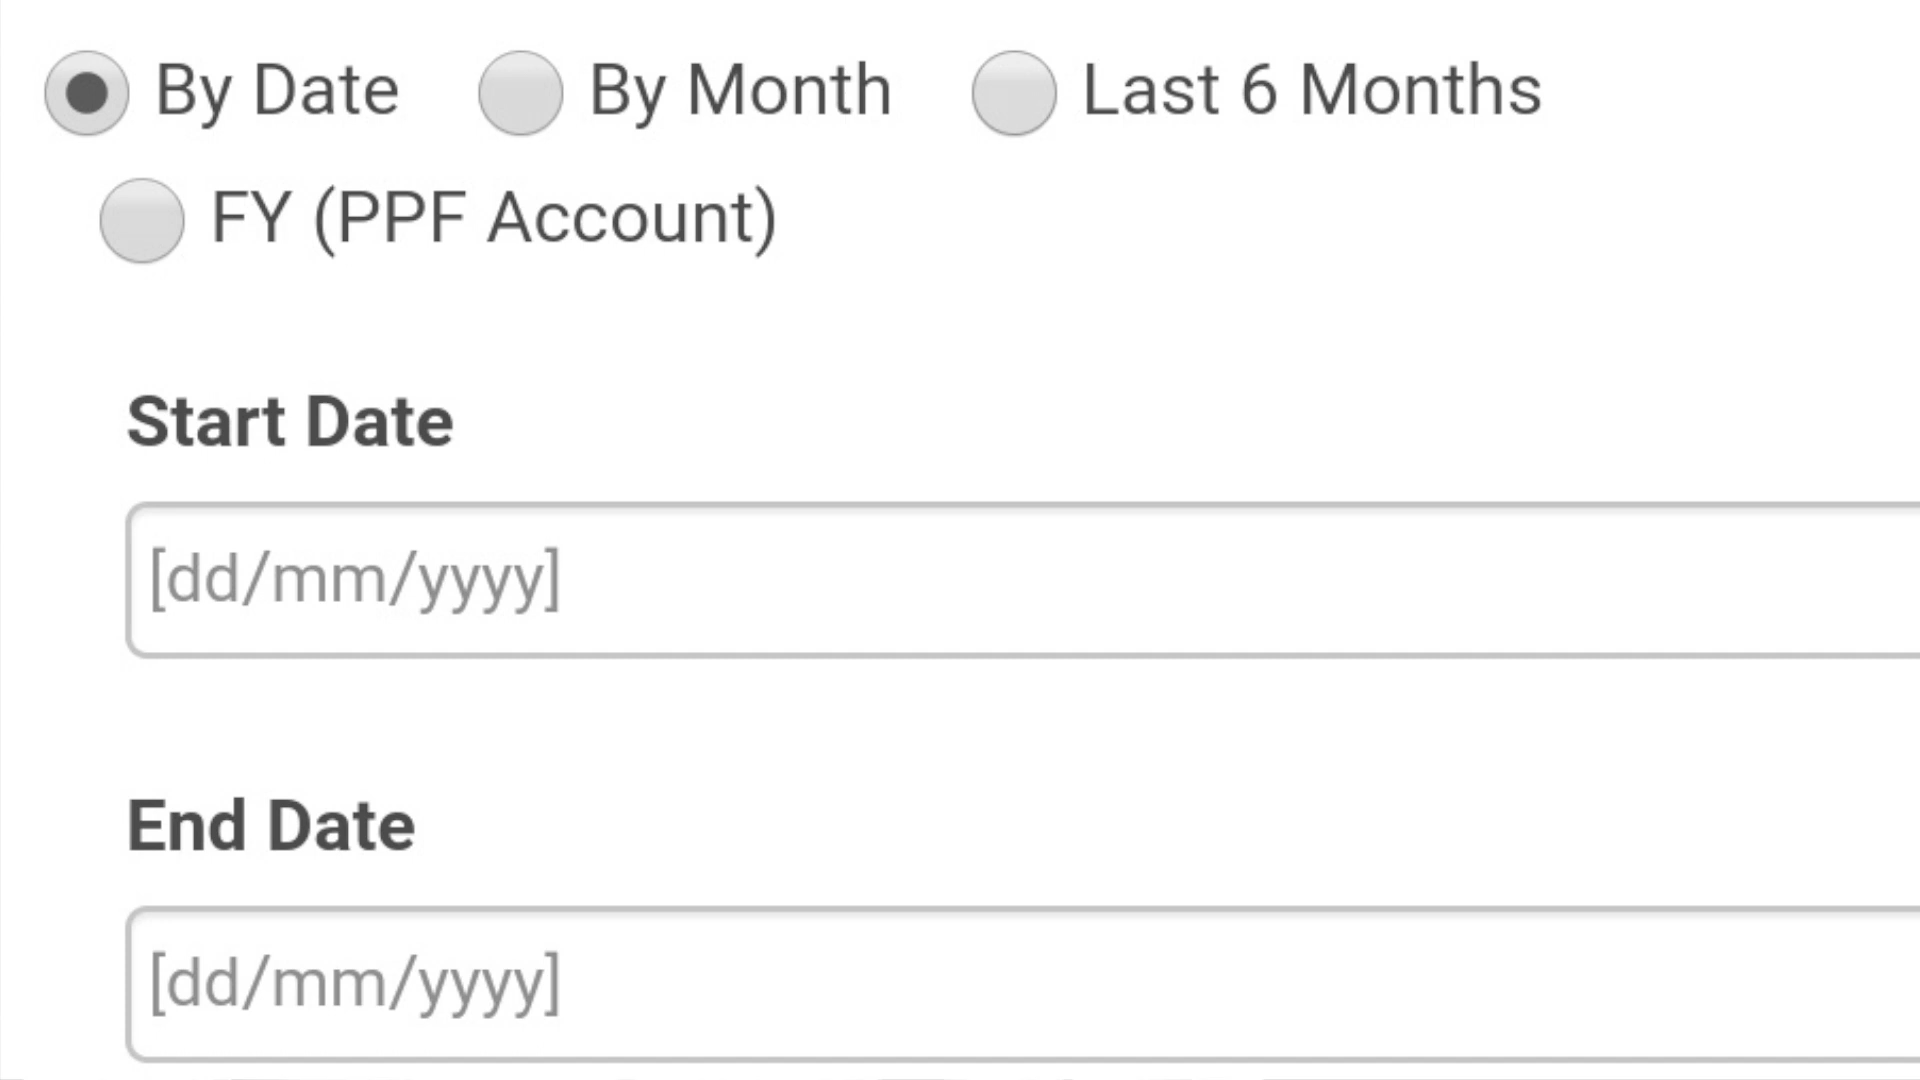 By Date By Month Last 6 Months
FY (PPF Account)
Start Date
[dd/mm/yyyy]
End Date
[dd/mm/yyyy]